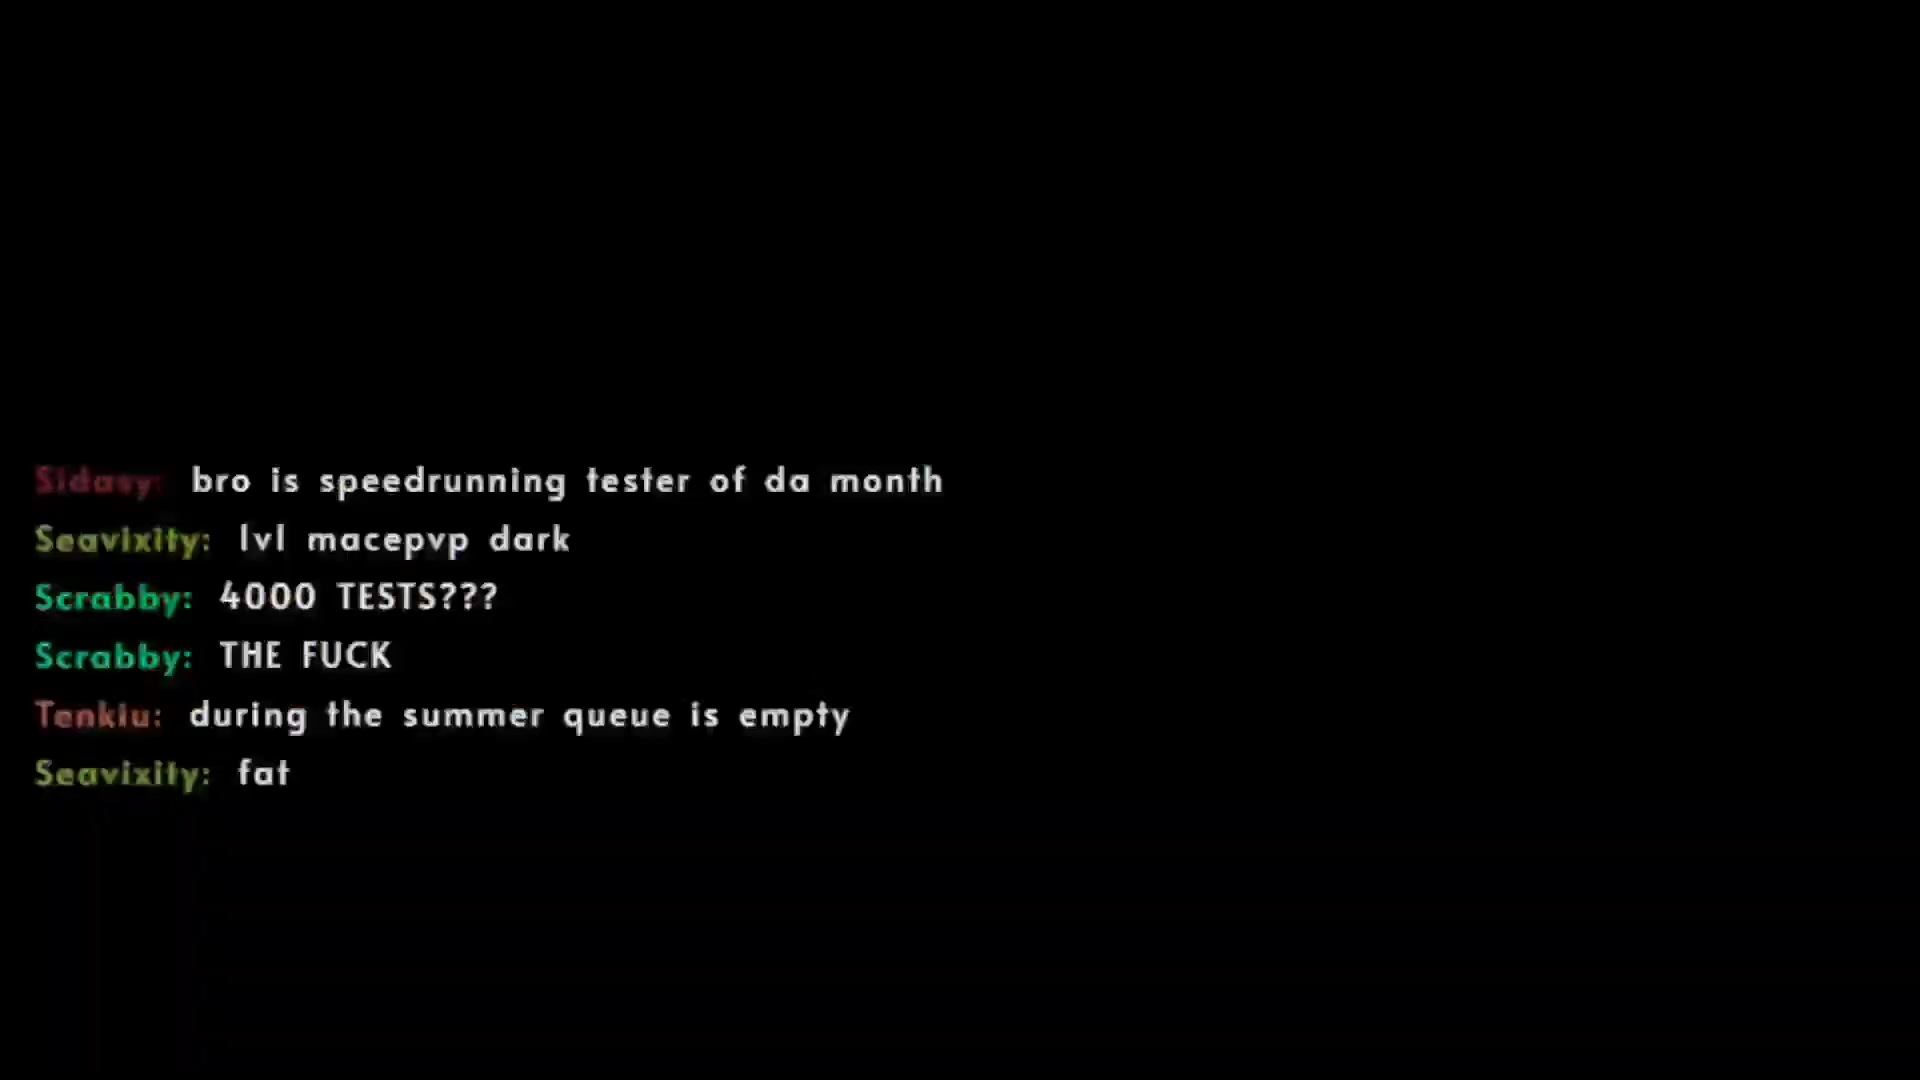 Sidasy: bro is speedrunning tester of da month
Seavixity: lvl macepvp dark
Scrabby: 4000 TESTS???
Scrabby: THE FUCK
Tenkiu: during the summer queue is empty
Seavixity: fat